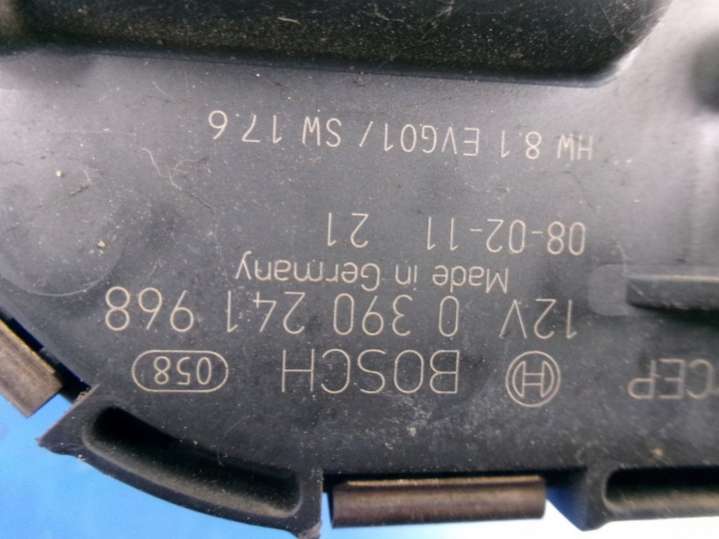 CEP BOSCH 058
12V 0 390 241 968
Made in Germany
08-02-11 21
HW 8.1 EVG01/ SW 17.6